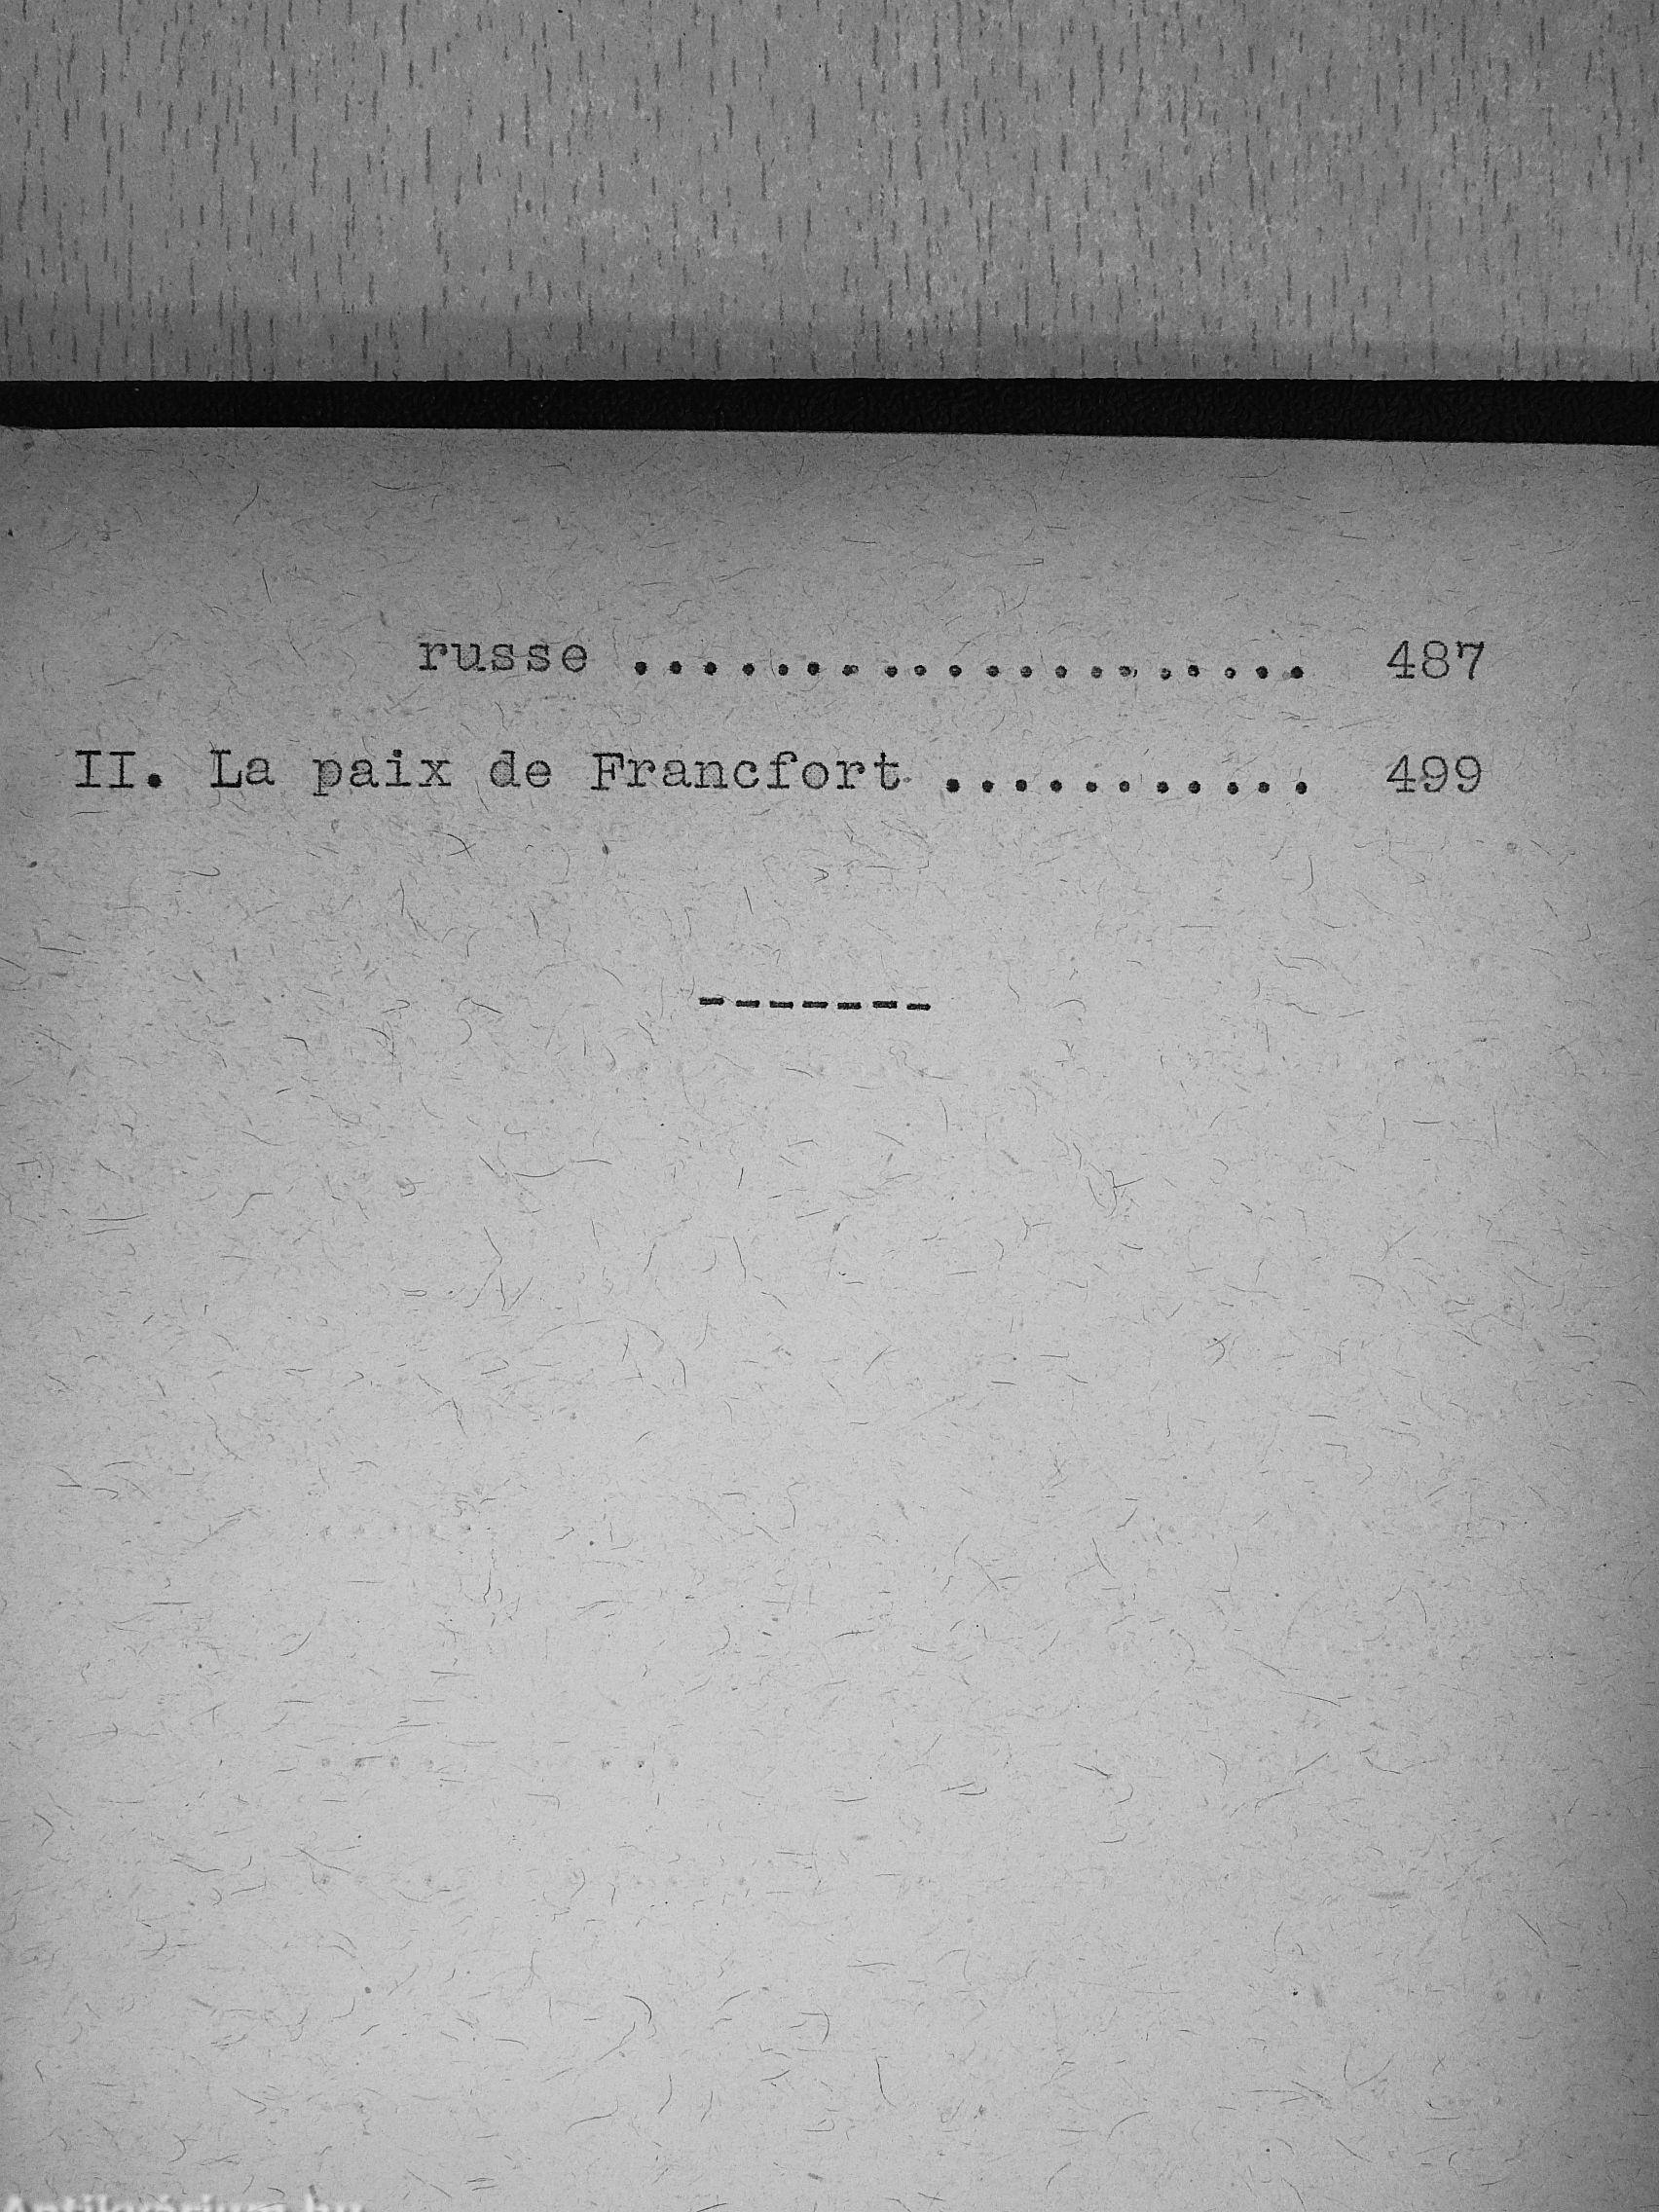 russe .................... 487
II. La paix de Francfort ........... 499
-------